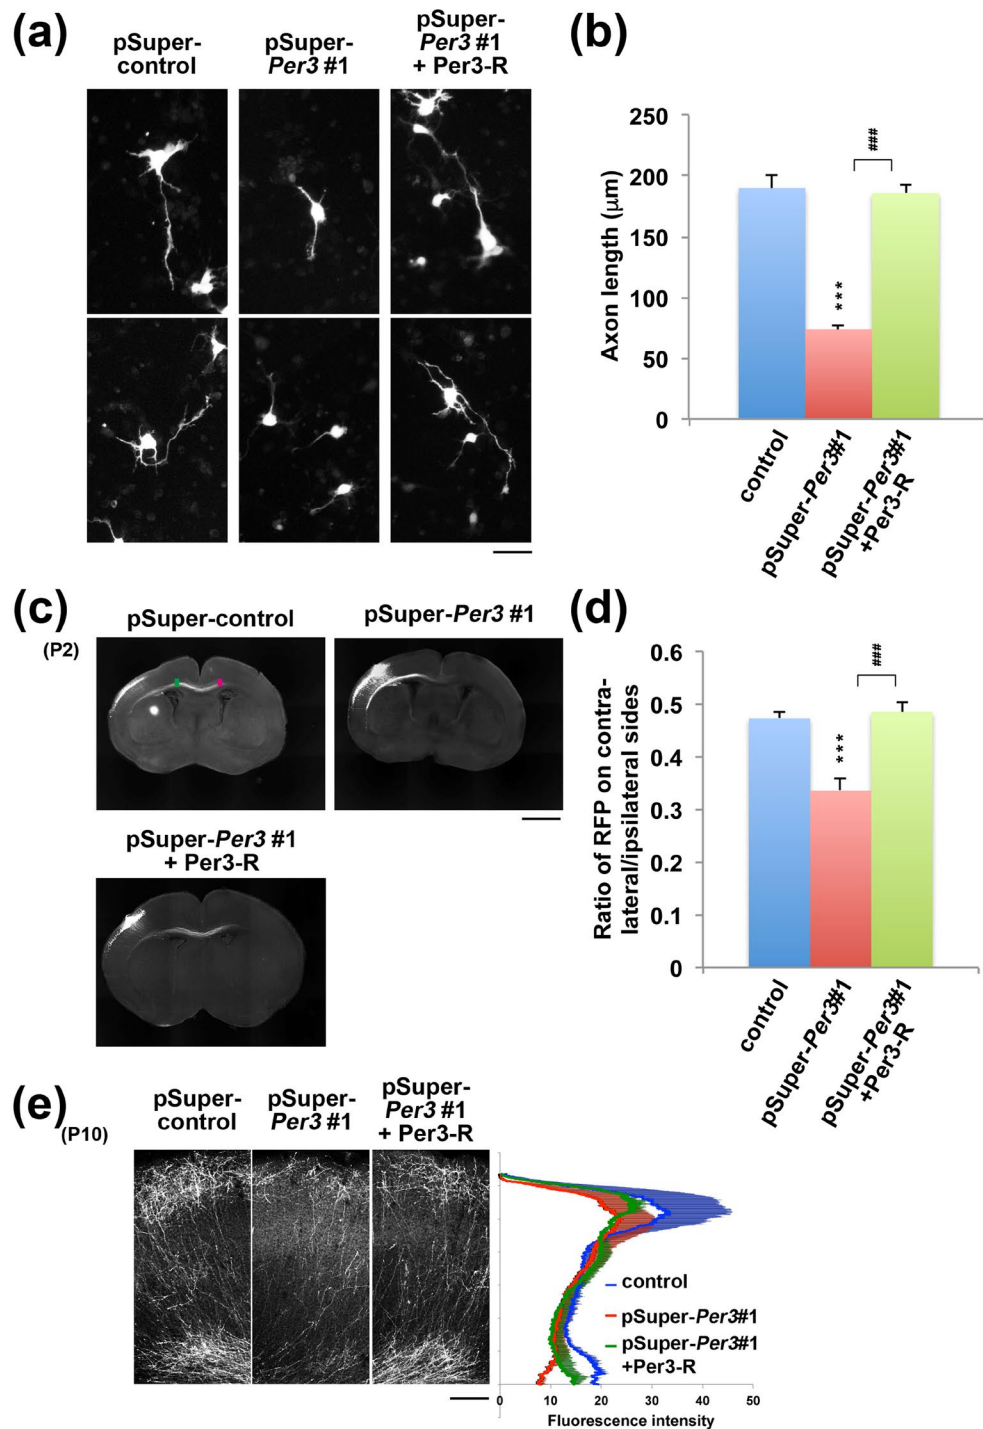 (a)
pSuper-
control
pSuper-
Per3 #1
pSuper-
Per3 #1
+ Per3-R
(b)
250
200
150
100
50
0
Axon length (μm)
***
###
control
pSuper-Per3#1
pSuper-Per3#1
+Per3-R
(c)
(P2)
pSuper-control
pSuper-Per3 #1
pSuper-Per3 #1
+ Per3-R
(d)
0.6
0.5
0.4
0.3
0.2
0.1
0
Ratio of RFP on contra-
lateral/ipsilateral sides
***
###
control
pSuper-Per3#1
pSuper-Per3#1
+Per3-R
(e)
(P10)
pSuper-
control
pSuper-
Per3 #1
pSuper-
Per3 #1
+ Per3-R
control
pSuper-Per3#1
pSuper-Per3#1
+Per3-R
0 10 20 30 40 50
Fluorescence intensity